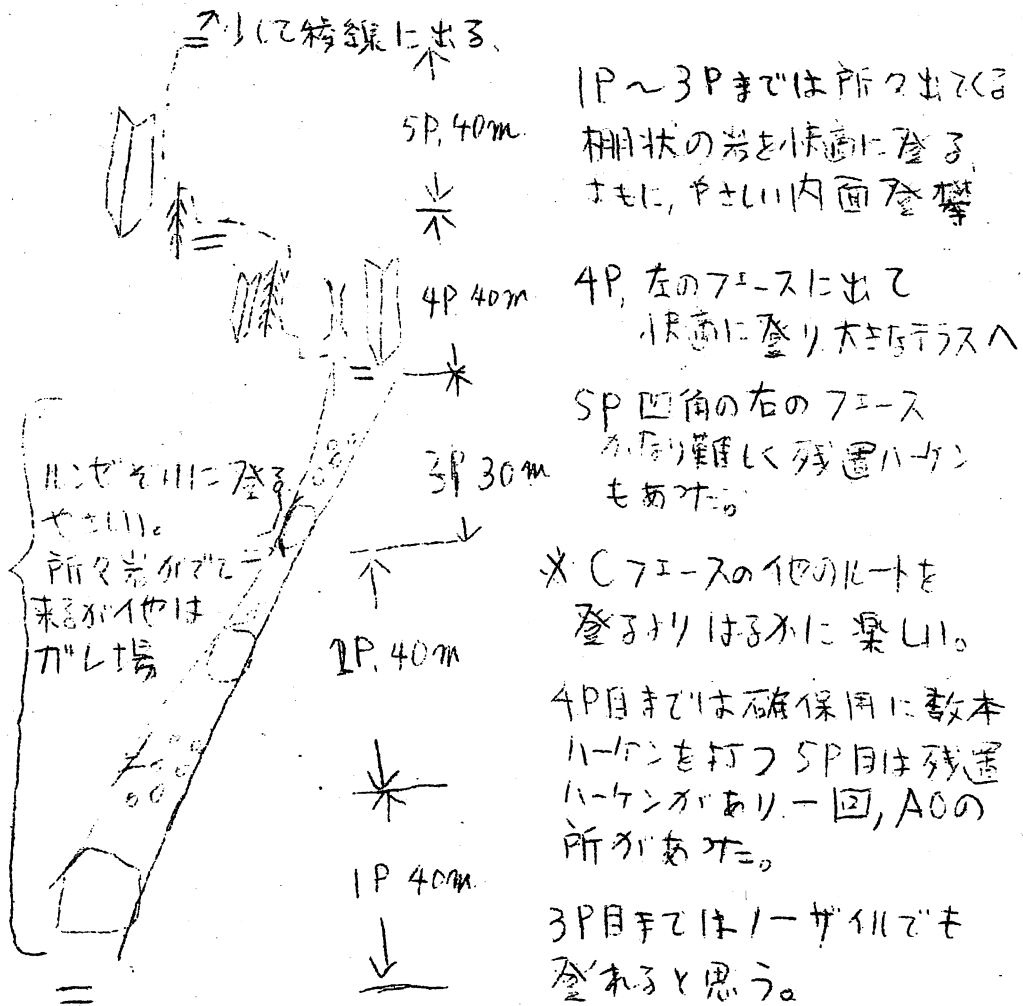 少しで稜線に出る、
5P, 40m
4P 40m
3P 30m
2P, 40m
1P 40m
ルンゼそいに登る
やさしい。
所々岩がでて
来るが他は
ガレ場
1P〜3Pまでは所々出てくる
棚状の岩を快適に登る。
やさしい内面登攀
4P, 左のフェースに出て
快適に登り大きなテラスへ
5P 凹角の右のフェース
かなり難しく残置ハーケン
もあった。
※Cフェースの他のルートを
登るよりはるかに楽しい。
4P目までは確保用に数本
ハーケンを打つ 5P目は残置
ハーケンがあり一回, A0の
所があった。
3P目まではノーザイルでも
登れると思う。